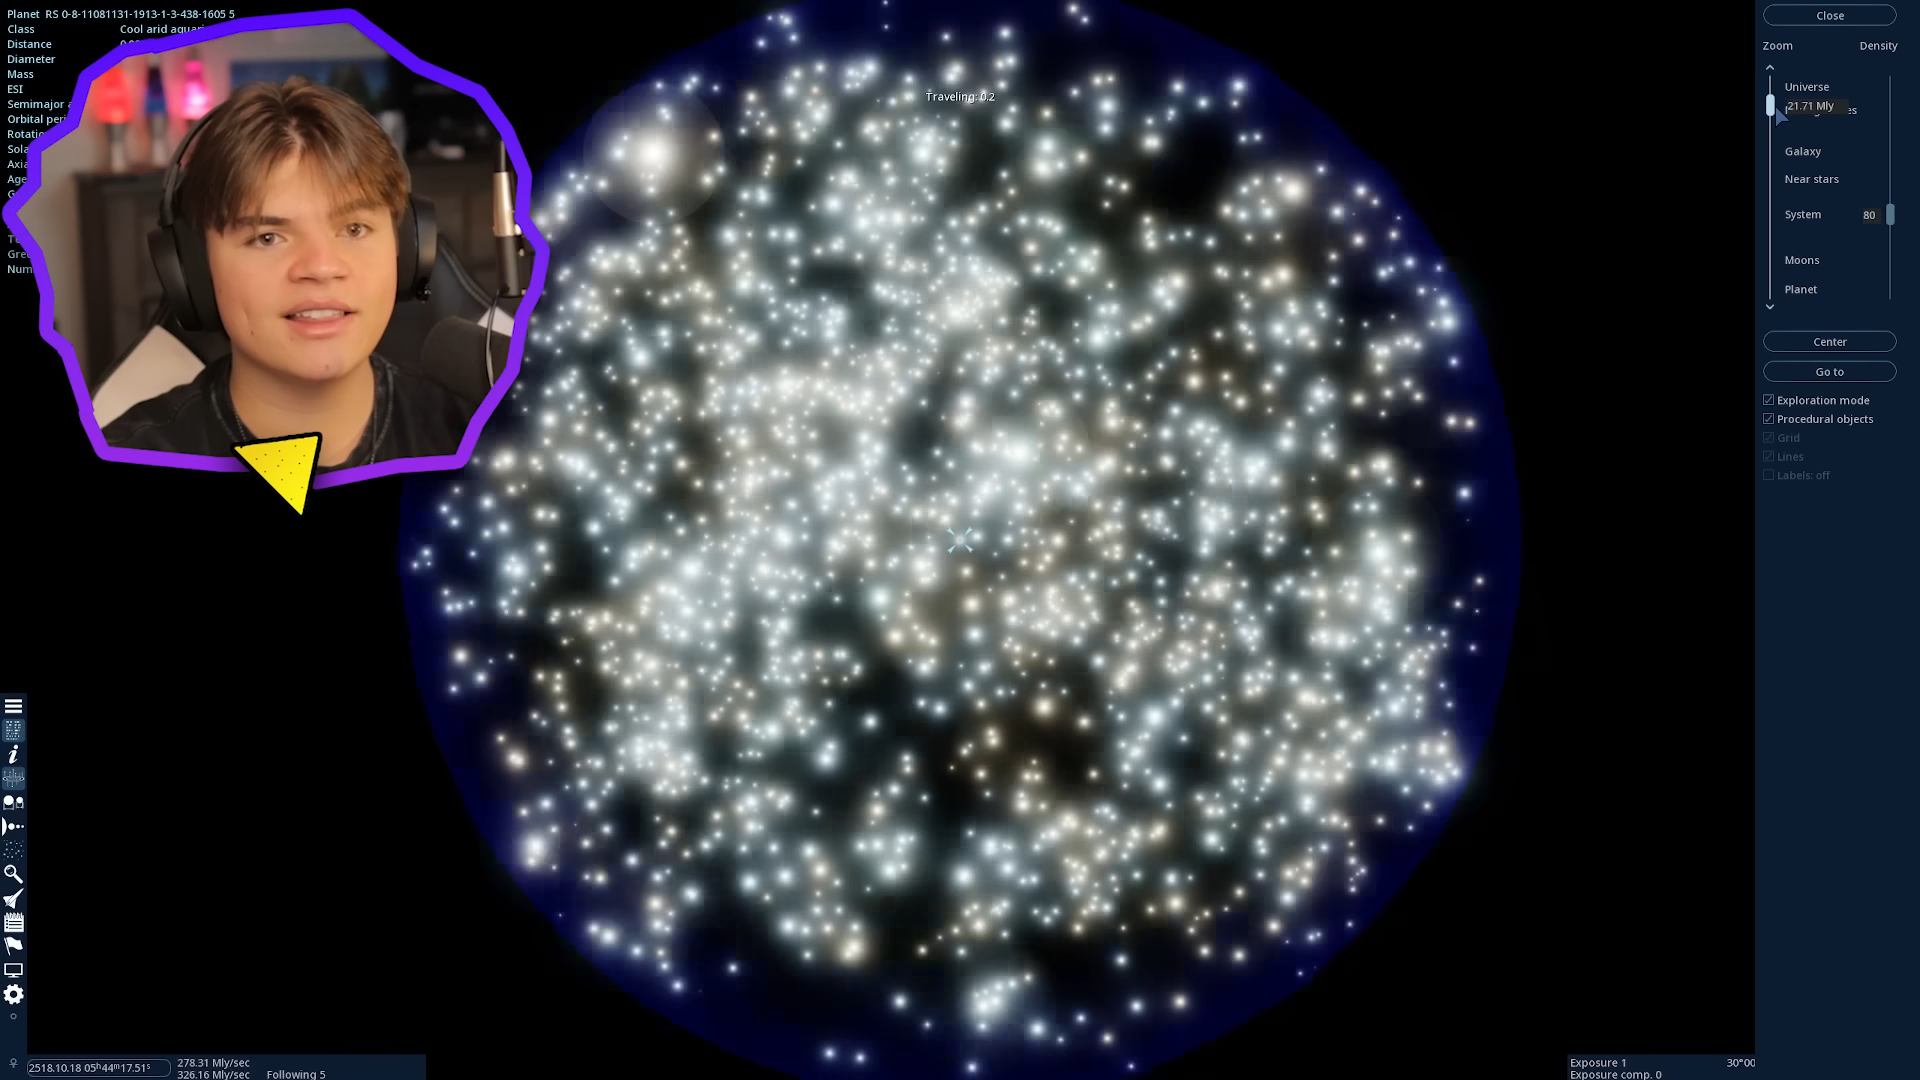 Planet RS 0-8-11081131-1913-1-3-438-1605 5
Class Cool arid
Distance
Diameter
Mass
ESI
Semimajor
Orbital
Age
Traveling: 0.2
Close
Zoom Density
Universe
21.71 Mly
Galaxy
Near stars
System 80
Moons
Planet
Center
Go to
Exploration mode
Procedural objects
Grid
Lines
Labels: off
2518.10.18 05h44m17.51s
278.31 Mly/sec
326.16 Mly/sec Following 5
Exposure 1 30°00
Exposure comp. 0